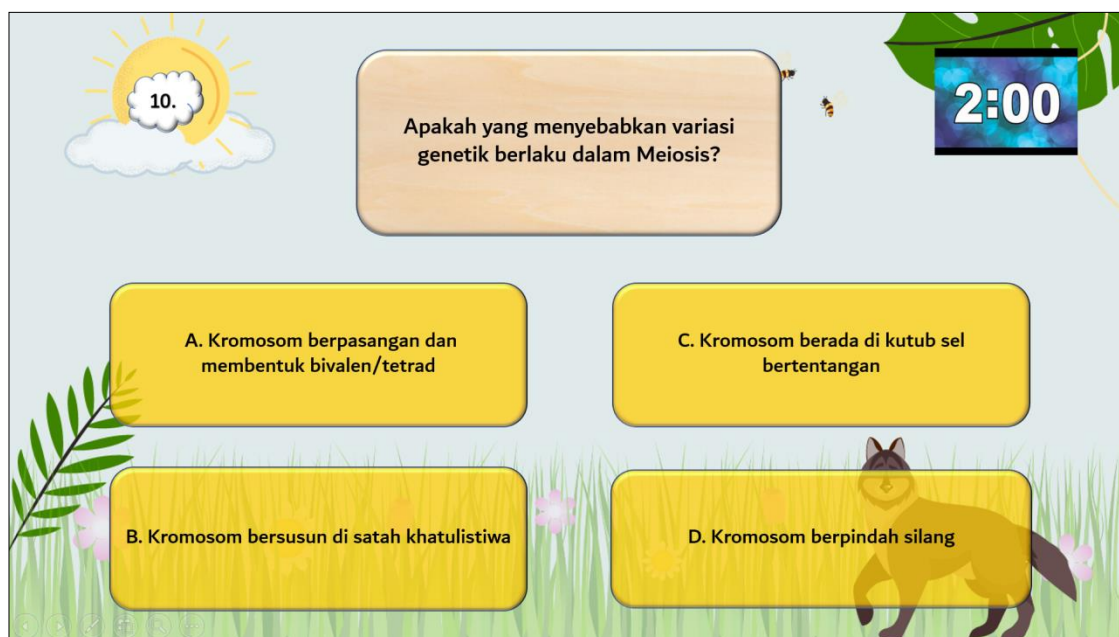 10.
Apakah yang menyebabkan variasi
genetik berlaku dalam Meiosis?
2:00
A. Kromosom berpasangan dan
membentuk bivalen/tetrad
C. Kromosom berada di kutub sel
bertentangan
B. Kromosom bersusun di satah khatulistiwa
D. Kromosom berpindah silang